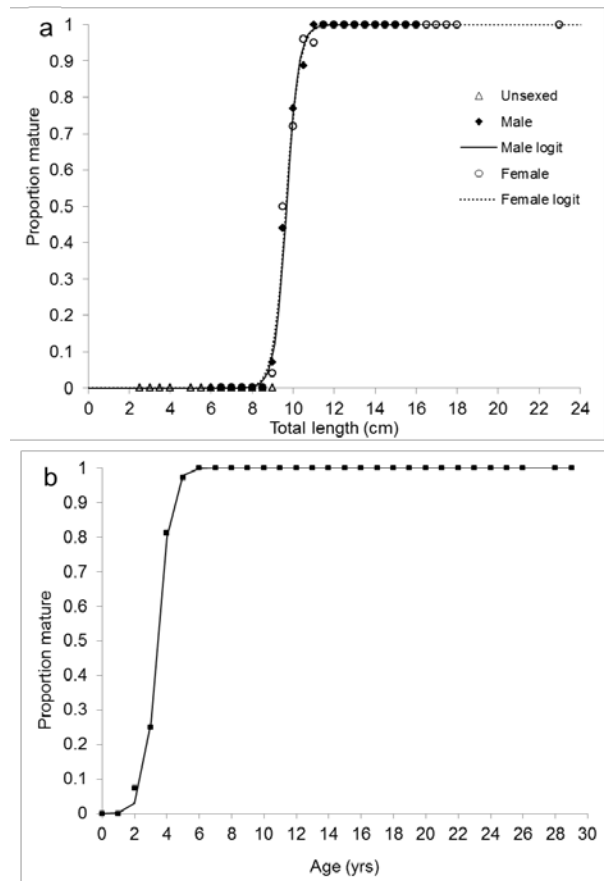 a
1
0.9
0.8
0.7
0.6
0.5
0.4
0.3
0.2
0.1
0
Proportion mature
Unsexed
Male
Male logit
Female
Female logit
0 2 4 6 8 10 12 14 16 18 20 22 24
Total length (cm)
b
1
0.9
0.8
0.7
0.6
0.5
0.4
0.3
0.2
0.1
0
Proportion mature
0 2 4 6 8 10 12 14 16 18 20 22 24 26 28 30
Age (yrs)